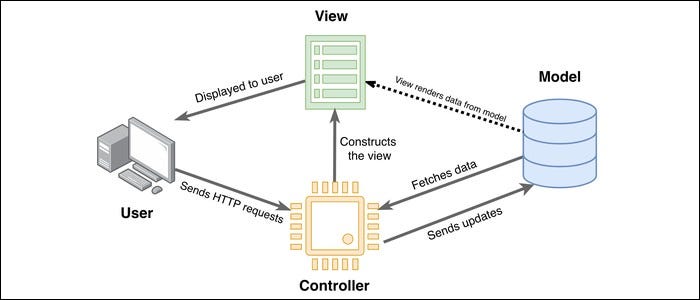 View
Displayed to user
Model
View renders data from model
Constructs
the view
Fetches data
User
Sends HTTP requests
Sends updates
Controller